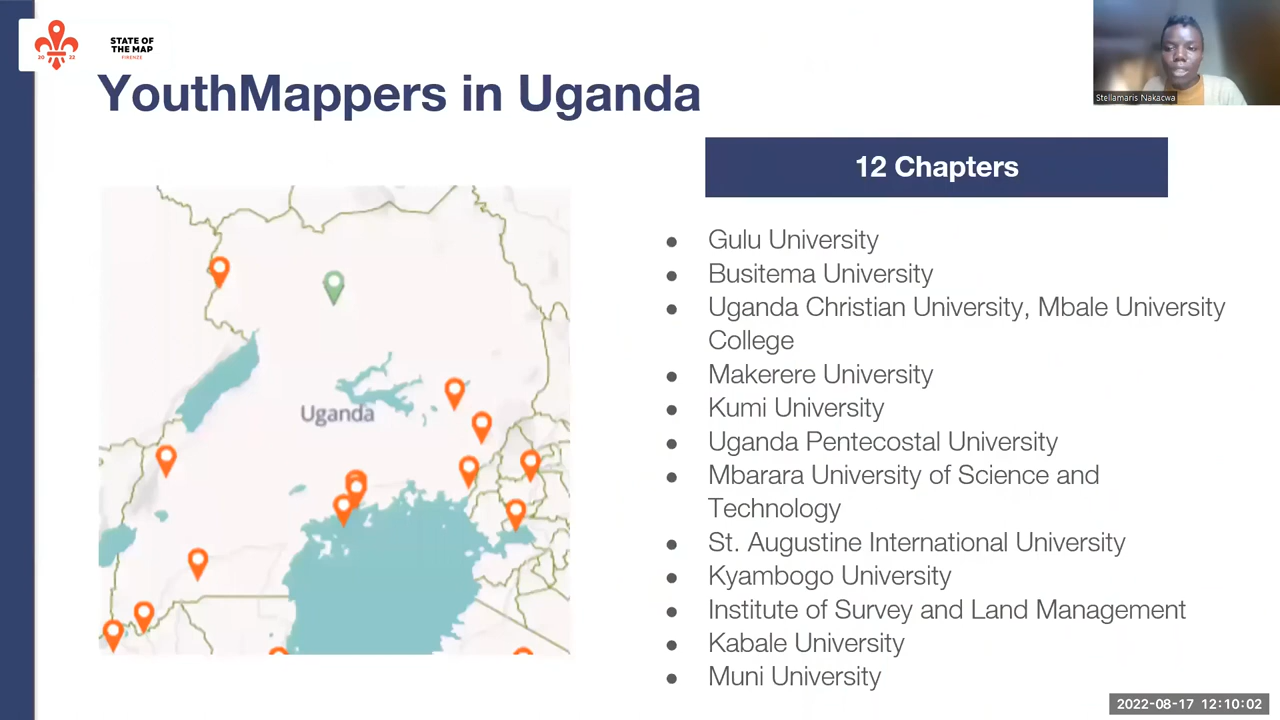 STATE OF
THE MAP
FIRENZE
20 22
YouthMappers in Uganda
Stellamaris Nakacwa
12 Chapters
Uganda
● Gulu University
● Busitema University
● Uganda Christian University, Mbale University
College
● Makerere University
● Kumi University
● Uganda Pentecostal University
● Mbarara University of Science and
Technology
● St. Augustine International University
● Kyambogo University
● Institute of Survey and Land Management
● Kabale University
● Muni University
2022-08-17 12:10:02